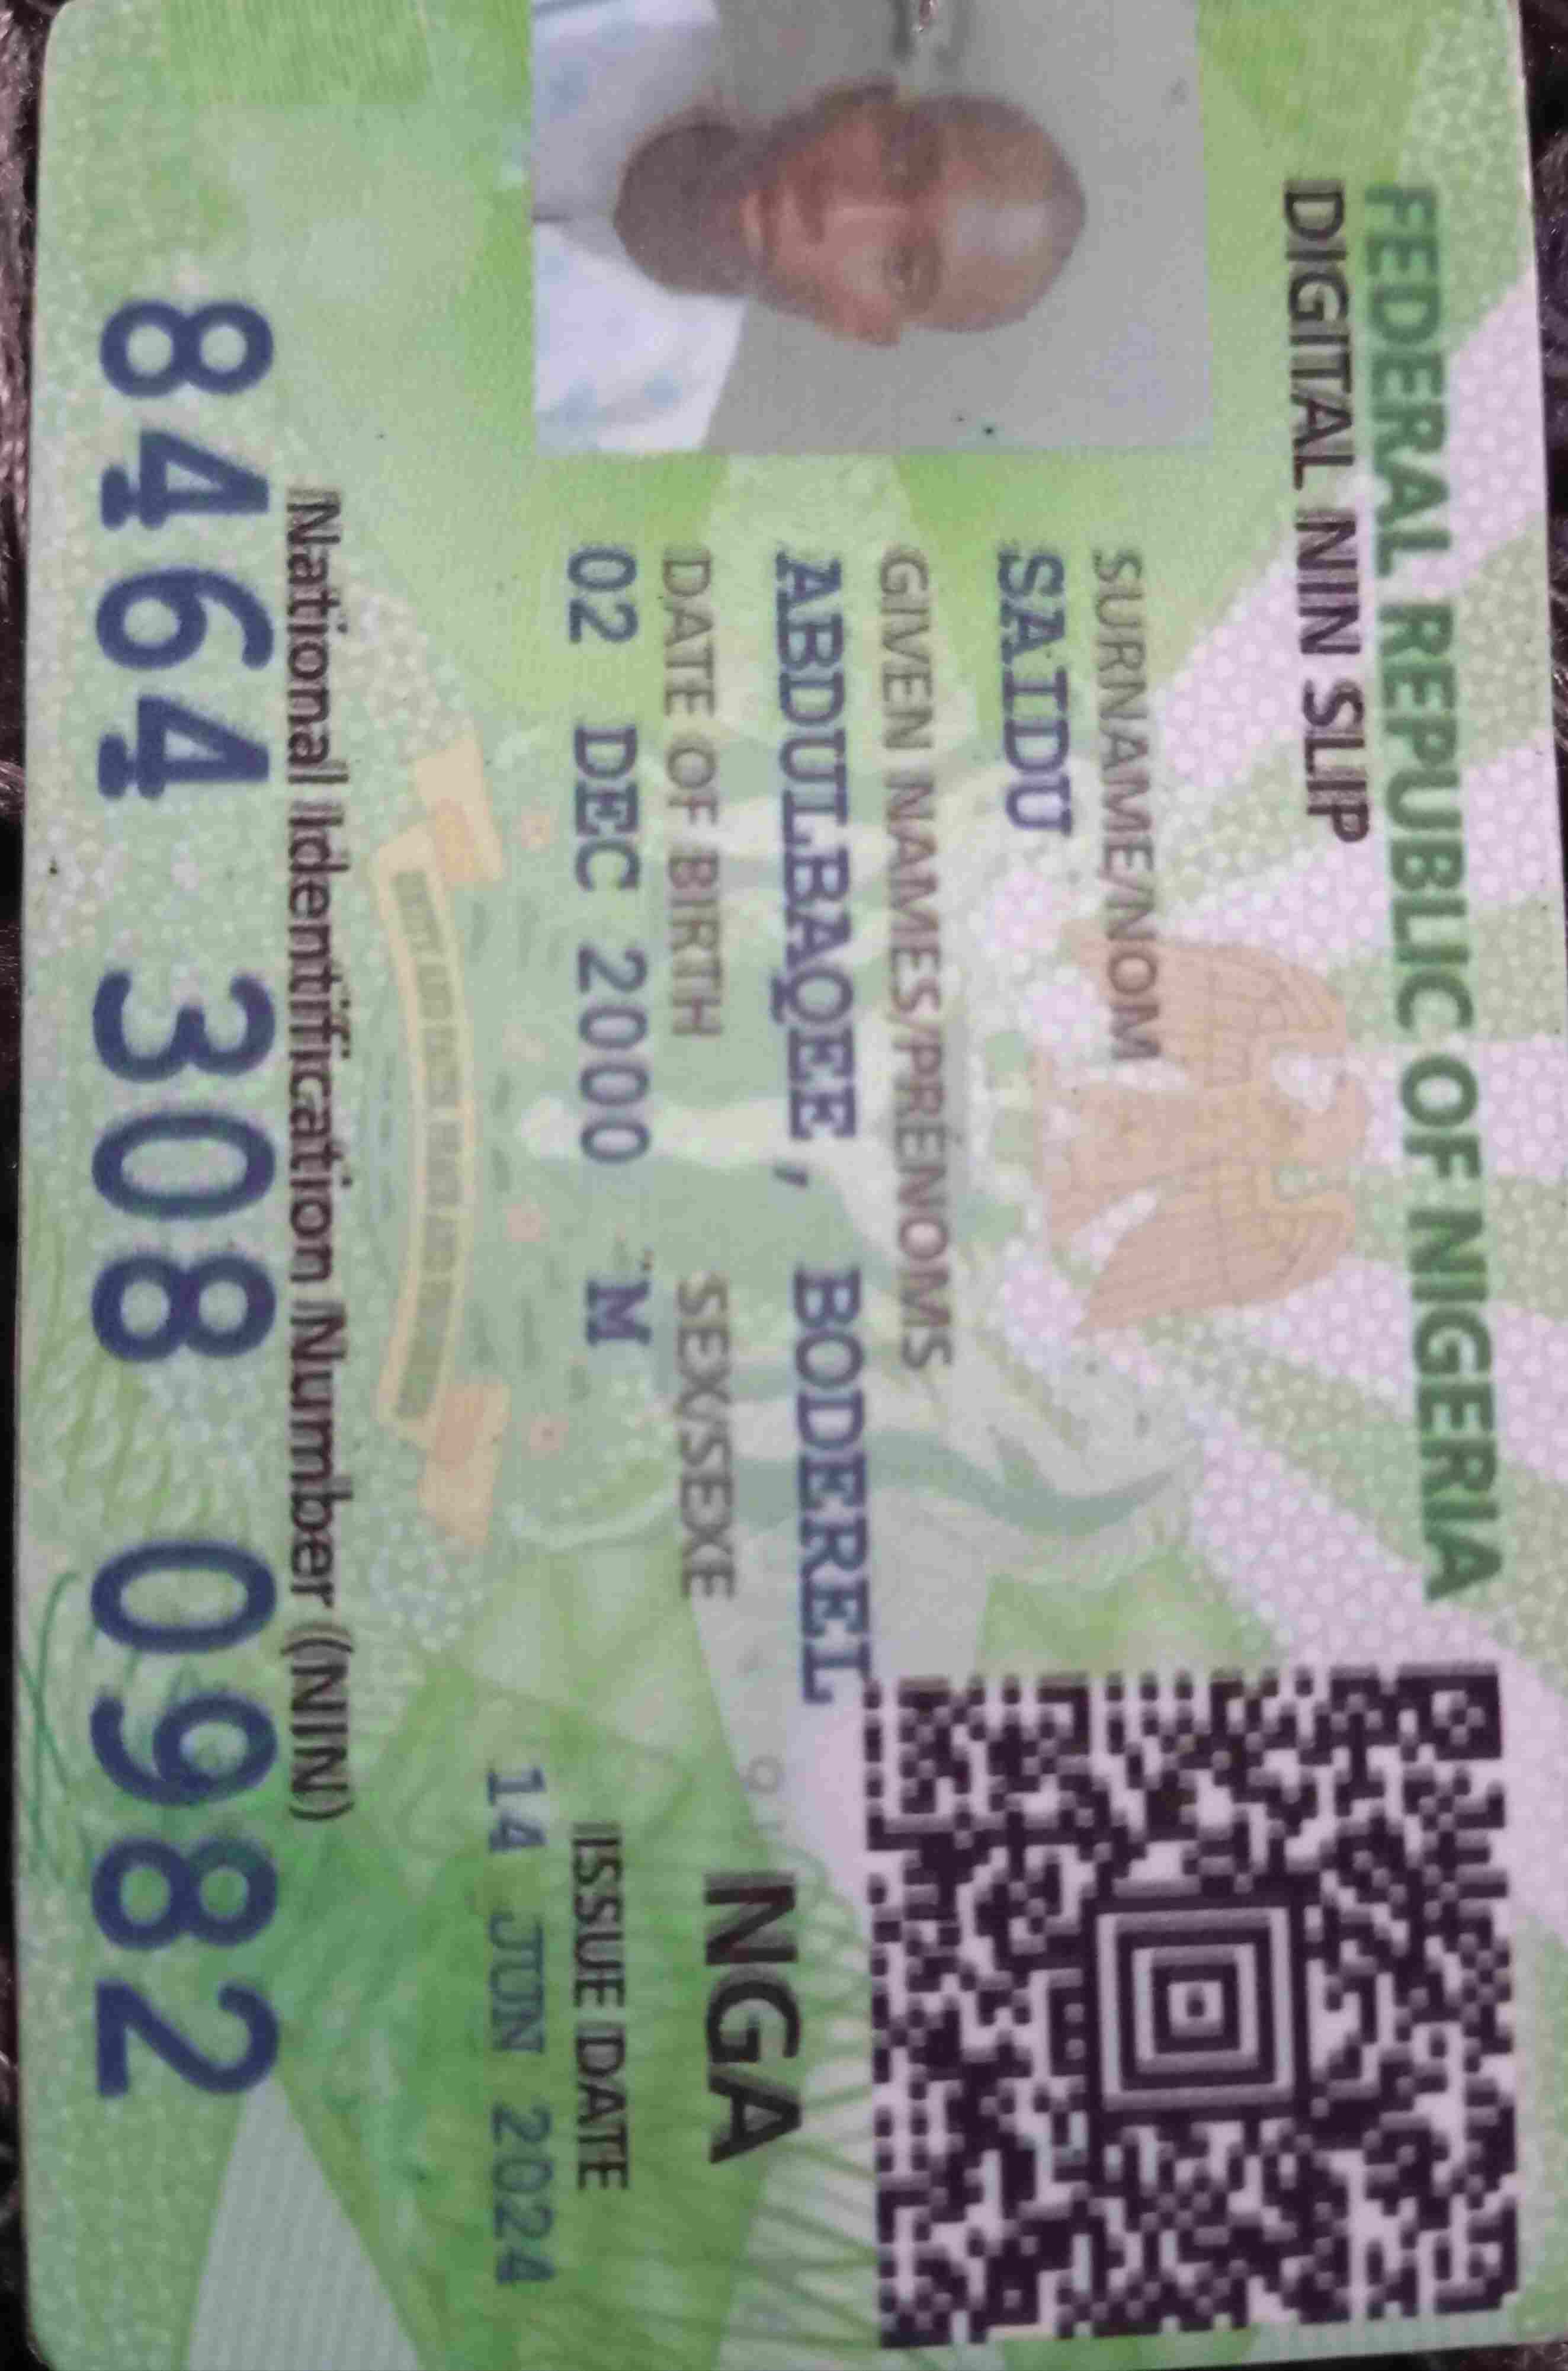 FEDERAL REPUBLIC OF NIGERIA
DIGITAL NIN SLIP
SURNAME/NOM
SAIDU
GIVEN NAMES/PRÉNOMS
ABDULBAQEE, BODEREL
DATE OF BIRTH
SEX/SEXE
02 DEC 2000
M
NGA
ISSUE DATE
14 JUN 2024
National Identification Number (NIN)
8464 308 0982